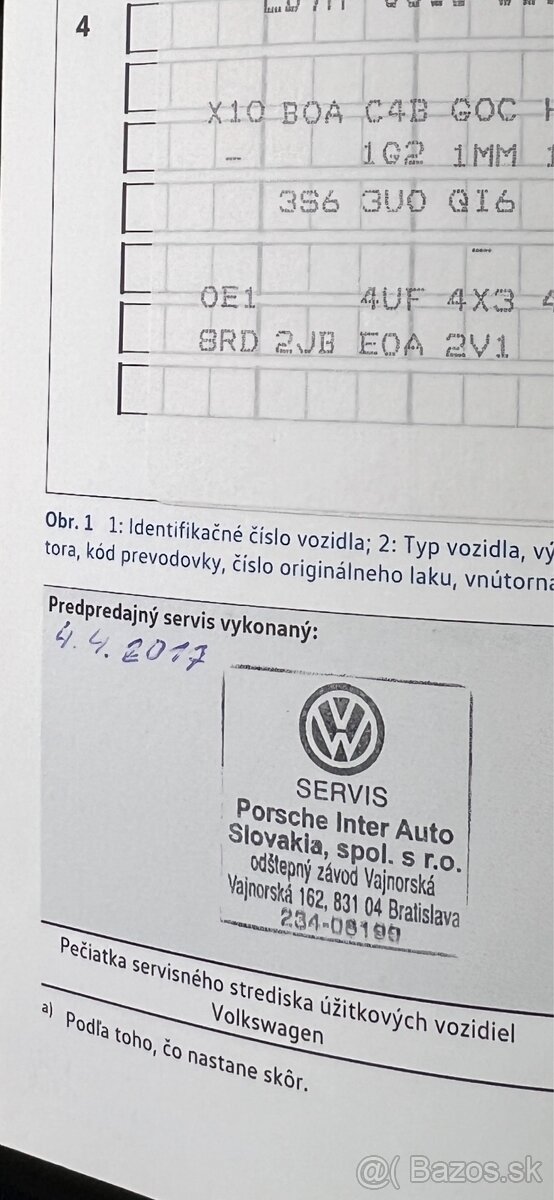 4
X10 B0A C4B G0C
- 1G2 1MM
3S6 3U0 QI6
0E1 4UF 4X3
8RD 2JB E0A 2V1
Obr. 1 1: Identifikačné číslo vozidla; 2: Typ vozidla, vý
tora, kód prevodovky, číslo originálneho laku, vnútorna
Predpredajný servis vykonaný:
4.4.2017
SERVIS
Porsche Inter Auto
Slovakia, spol. s r.o.
odštepný závod Vajnorská
Vajnorská 162, 831 04 Bratislava
234-08199
Pečiatka servisného strediska úžitkových vozidiel
Volkswagen
a) Podľa toho, čo nastane skôr.
Bazos.sk